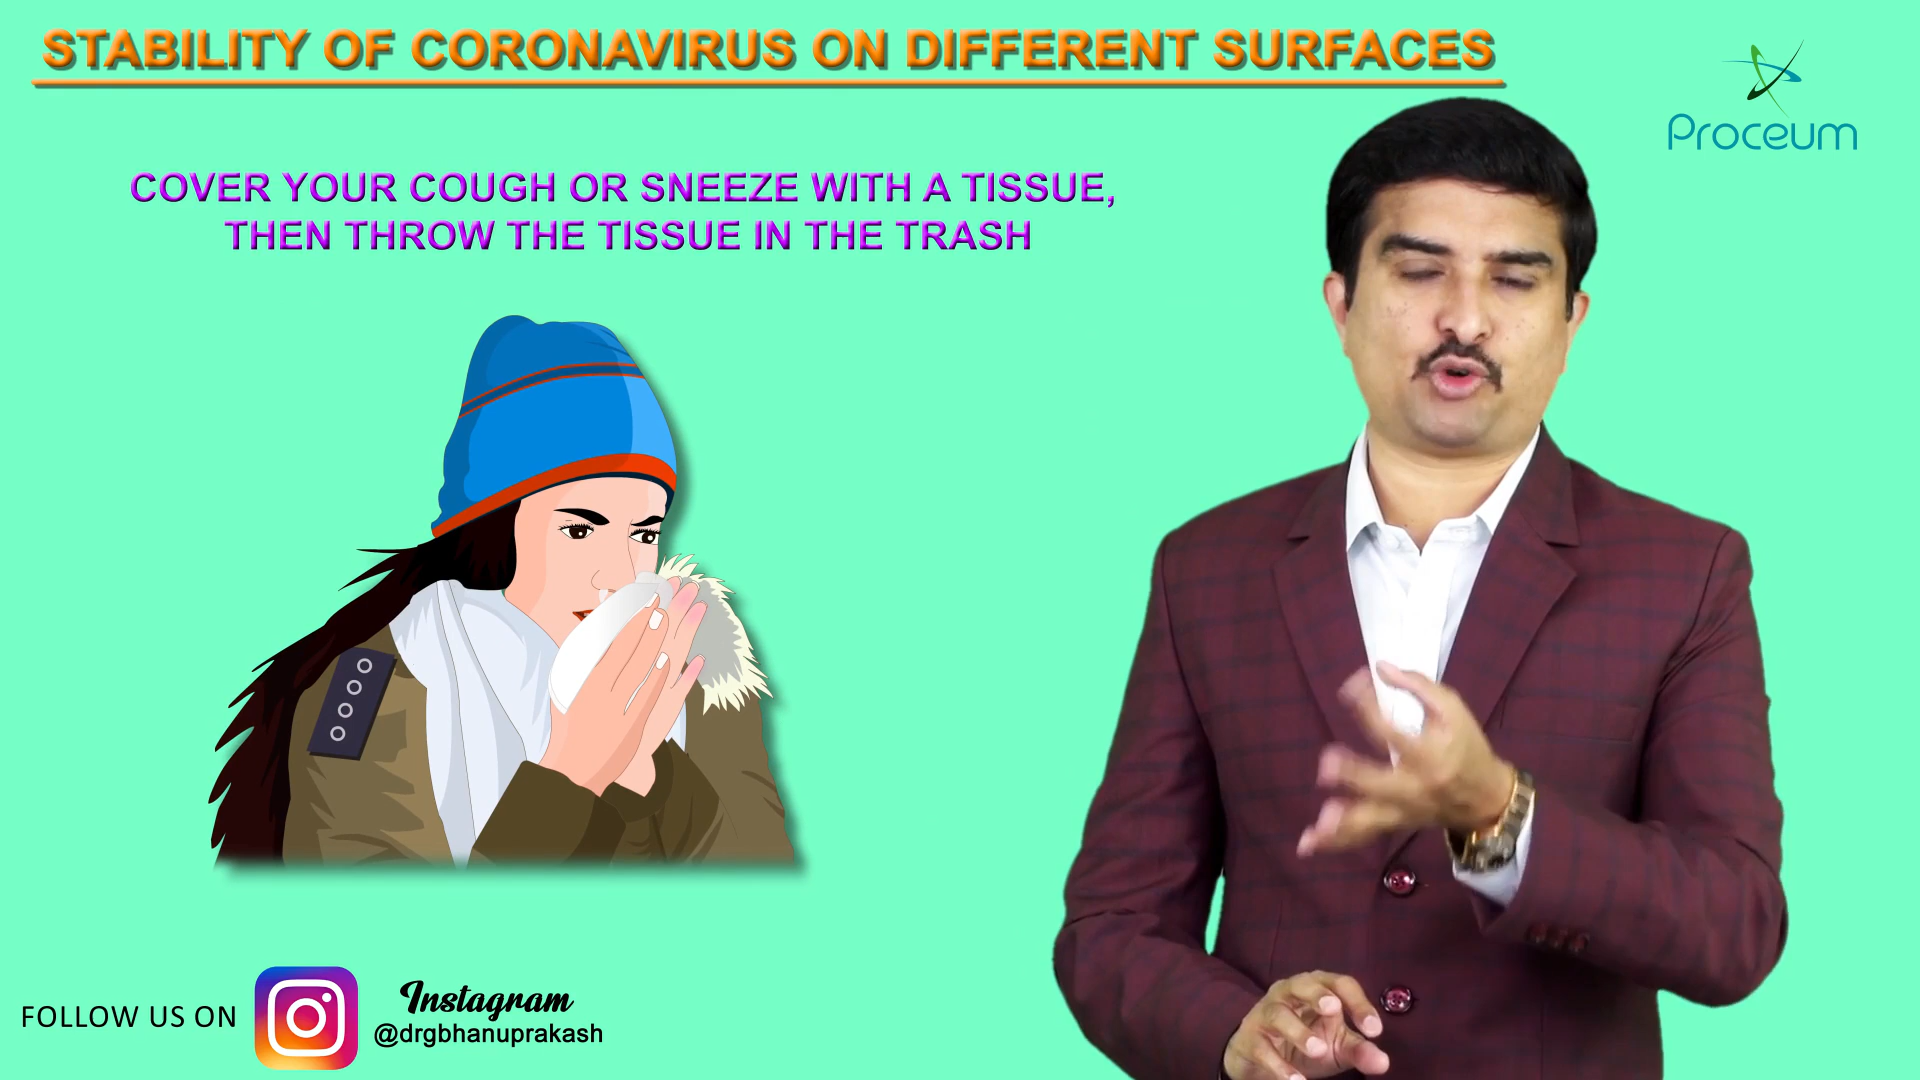 STABILITY OF CORONAVIRUS ON DIFFERENT SURFACES
Proceum
COVER YOUR COUGH OR SNEEZE WITH A TISSUE,
THEN THROW THE TISSUE IN THE TRASH
FOLLOW US ON
Instagram
@drgbhanuprakash